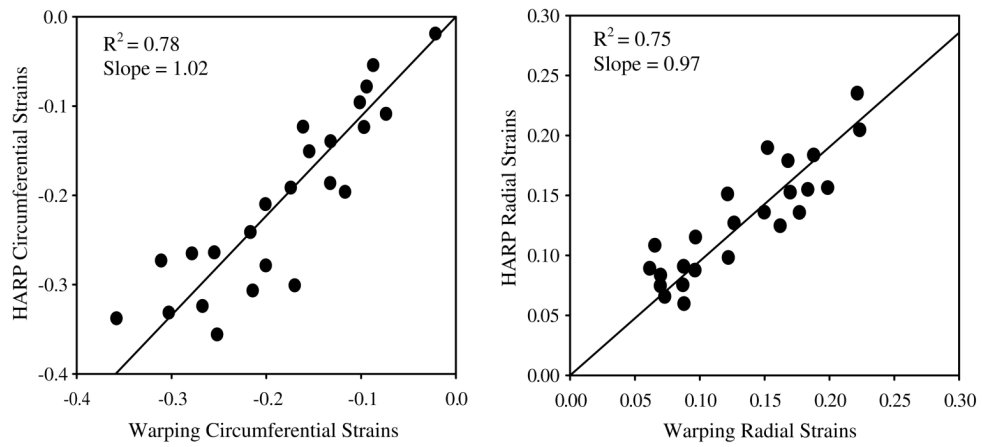 0.0
-0.1
-0.2
-0.3
-0.4
HARP Circumferential Strains
R² = 0.78
Slope = 1.02
-0.4 -0.3 -0.2 -0.1 0.0
Warping Circumferential Strains
0.30
0.25
0.20
0.15
0.10
0.05
0.00
HARP Radial Strains
R² = 0.75
Slope = 0.97
0.00 0.05 0.10 0.15 0.20 0.25 0.30
Warping Radial Strains